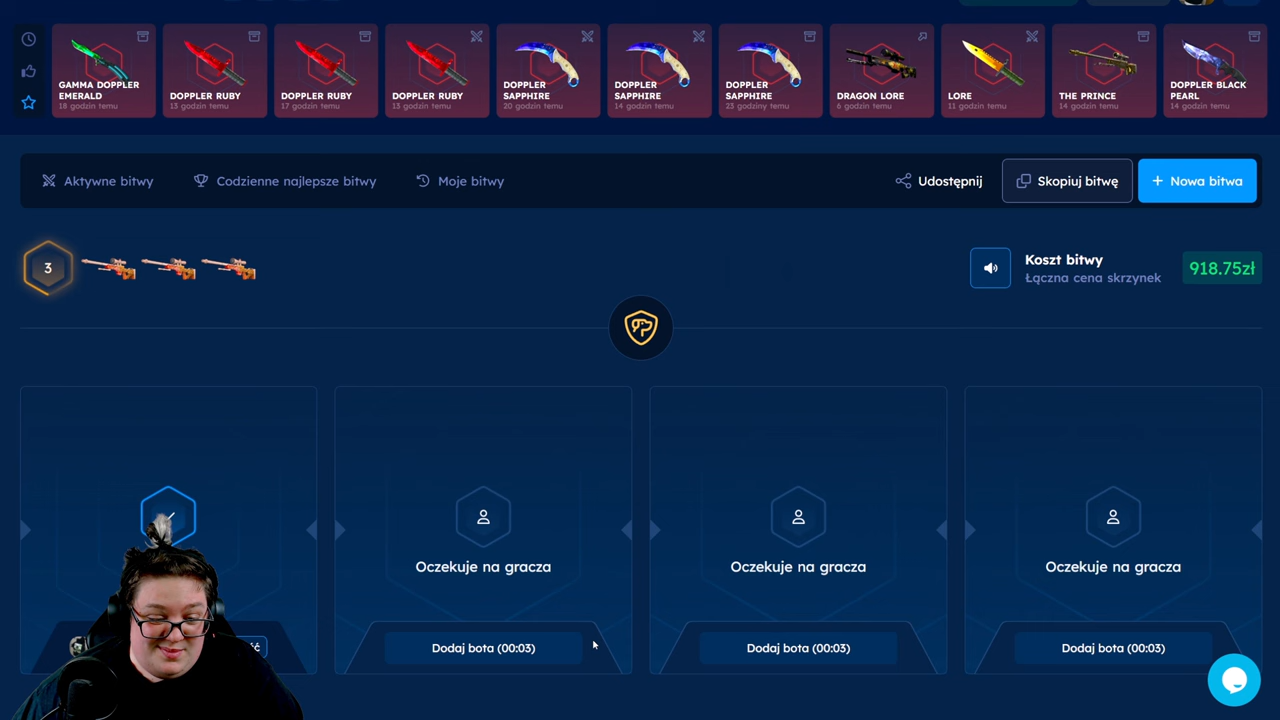 GAMMA DOPPLER
EMERALD
18 godzin temu
DOPPLER RUBY
13 godzin temu
DOPPLER RUBY
17 godzin temu
DOPPLER RUBY
13 godzin temu
DOPPLER
SAPPHIRE
20 godzin temu
DOPPLER
SAPPHIRE
14 godzin temu
DOPPLER
SAPPHIRE
23 godziny temu
DRAGON LORE
6 godzin temu
LORE
11 godzin temu
THE PRINCE
14 godzin temu
DOPPLER BLACK
PEARL
14 godzin temu
Aktywne bitwy
Codzienne najlepsze bitwy
Moje bitwy
Udostępnij
Skopiuj bitwę
+ Nowa bitwa
3
Koszt bitwy
Łączna cena skrzynek
918.75zł
Oczekuje na gracza
Oczekuje na gracza
Oczekuje na gracza
Dodaj bota (00:03)
Dodaj bota (00:03)
Dodaj bota (00:03)